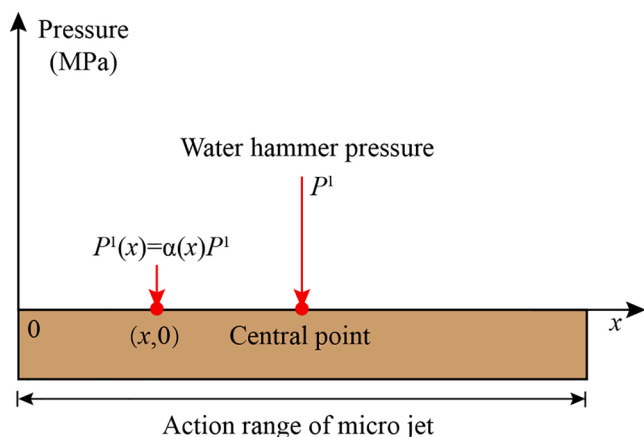 Pressure
(MPa)
Water hammer pressure
P¹
P¹(x)=α(x)P¹
0
(x,0)
Central point
x
Action range of micro jet